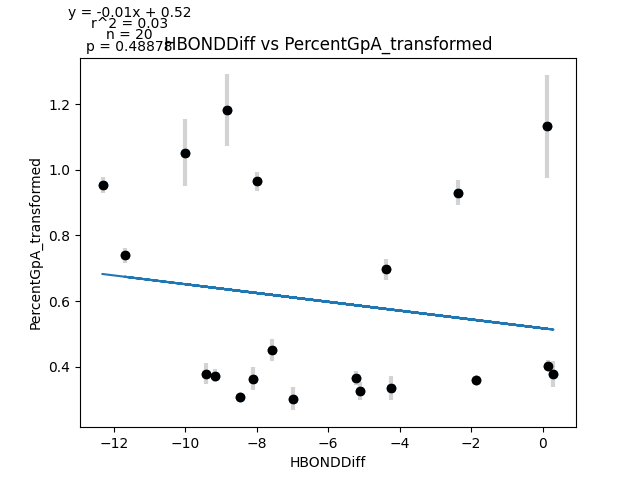 y = -0.01x + 0.52
r^2 = 0.03
n = 20
p = 0.48878
HBONDDiff vs PercentGpA_transformed
PercentGpA_transformed
1.2
1.0
0.8
0.6
0.4
−12
−10
−8
−6
−4
−2
0
HBONDDiff